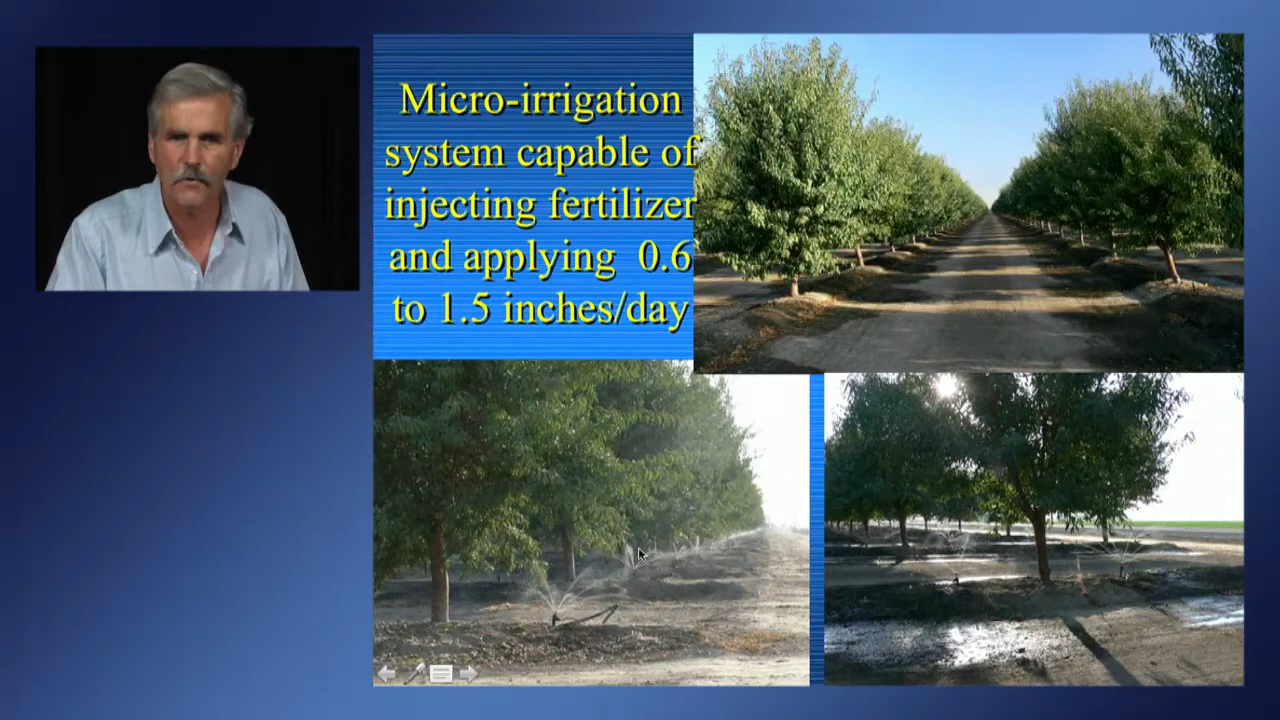 Micro-irrigation
system capable of
injecting fertilizer
and applying 0.6
to 1.5 inches/day